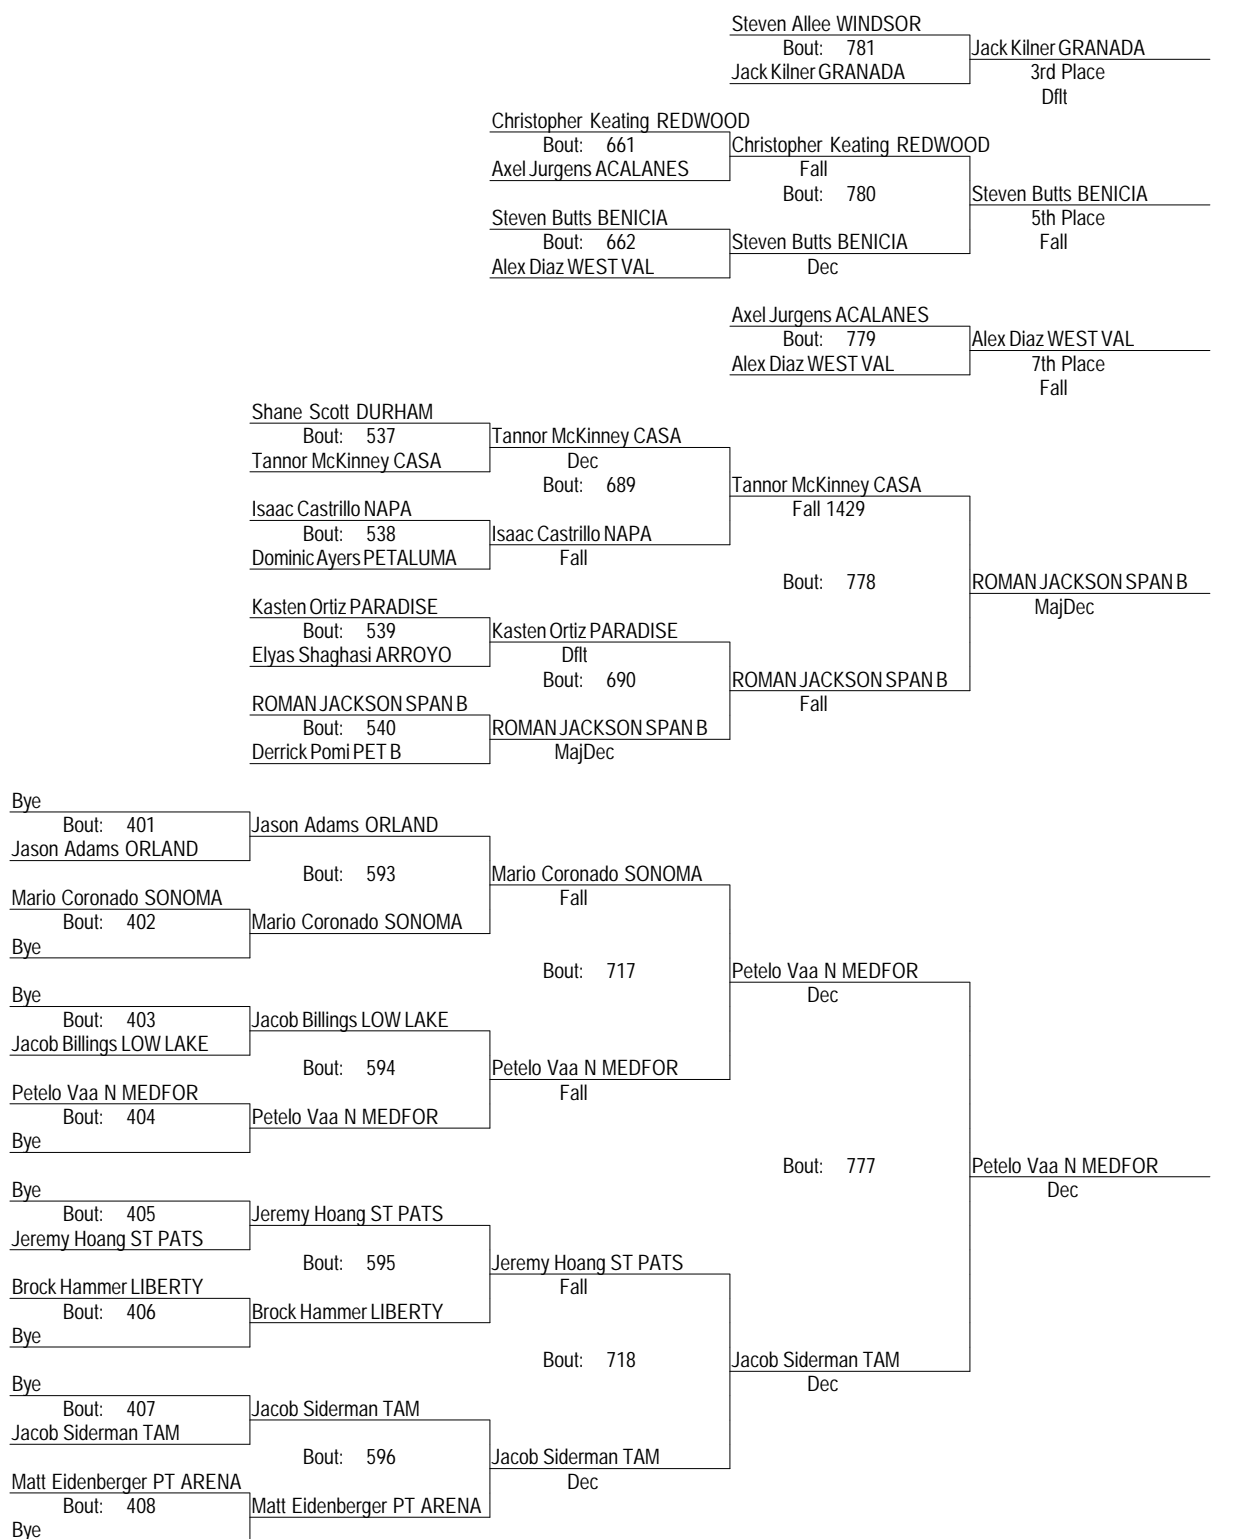 Steven Allee WINDSOR
Bout: 781
Jack Kilner GRANADA
Jack Kilner GRANADA
3rd Place
Dflt
Christopher Keating REDWOOD
Bout: 661
Christopher Keating REDWOOD
Axel Jurgens ACALANES
Fall
Bout: 780
Steven Butts BENICIA
Steven Butts BENICIA
5th Place
Bout: 662
Steven Butts BENICIA
Fall
Alex Diaz WEST VAL
Dec
Axel Jurgens ACALANES
Bout: 779
Alex Diaz WEST VAL
Alex Diaz WEST VAL
7th Place
Fall
Shane Scott DURHAM
Bout: 537
Tannor McKinney CASA
Tannor McKinney CASA
Dec
Bout: 689
Tannor McKinney CASA
Isaac Castrillo NAPA
Fall 1429
Bout: 538
Isaac Castrillo NAPA
Dominic Ayers PETALUMA
Fall
Bout: 778
ROMAN JACKSON SPAN B
Kasten Ortiz PARADISE
MajDec
Bout: 539
Kasten Ortiz PARADISE
Elyas Shaghasi ARROYO
Dflt
Bout: 690
ROMAN JACKSON SPAN B
ROMAN JACKSON SPAN B
Fall
Bout: 540
ROMAN JACKSON SPAN B
Derrick Pomi PET B
MajDec
Bye
Bout: 401
Jason Adams ORLAND
Jason Adams ORLAND
Bout: 593
Mario Coronado SONOMA
Mario Coronado SONOMA
Fall
Bout: 402
Mario Coronado SONOMA
Bye
Bout: 717
Petelo Vaa N MEDFOR
Bye
Dec
Bout: 403
Jacob Billings LOW LAKE
Jacob Billings LOW LAKE
Bout: 594
Petelo Vaa N MEDFOR
Petelo Vaa N MEDFOR
Fall
Bout: 404
Petelo Vaa N MEDFOR
Bye
Bout: 777
Petelo Vaa N MEDFOR
Bye
Dec
Bout: 405
Jeremy Hoang ST PATS
Jeremy Hoang ST PATS
Bout: 595
Jeremy Hoang ST PATS
Brock Hammer LIBERTY
Fall
Bout: 406
Brock Hammer LIBERTY
Bye
Bout: 718
Jacob Siderman TAM
Bye
Dec
Bout: 407
Jacob Siderman TAM
Jacob Siderman TAM
Bout: 596
Jacob Siderman TAM
Matt Eidenberger PT ARENA
Dec
Bout: 408
Matt Eidenberger PT ARENA
Bye